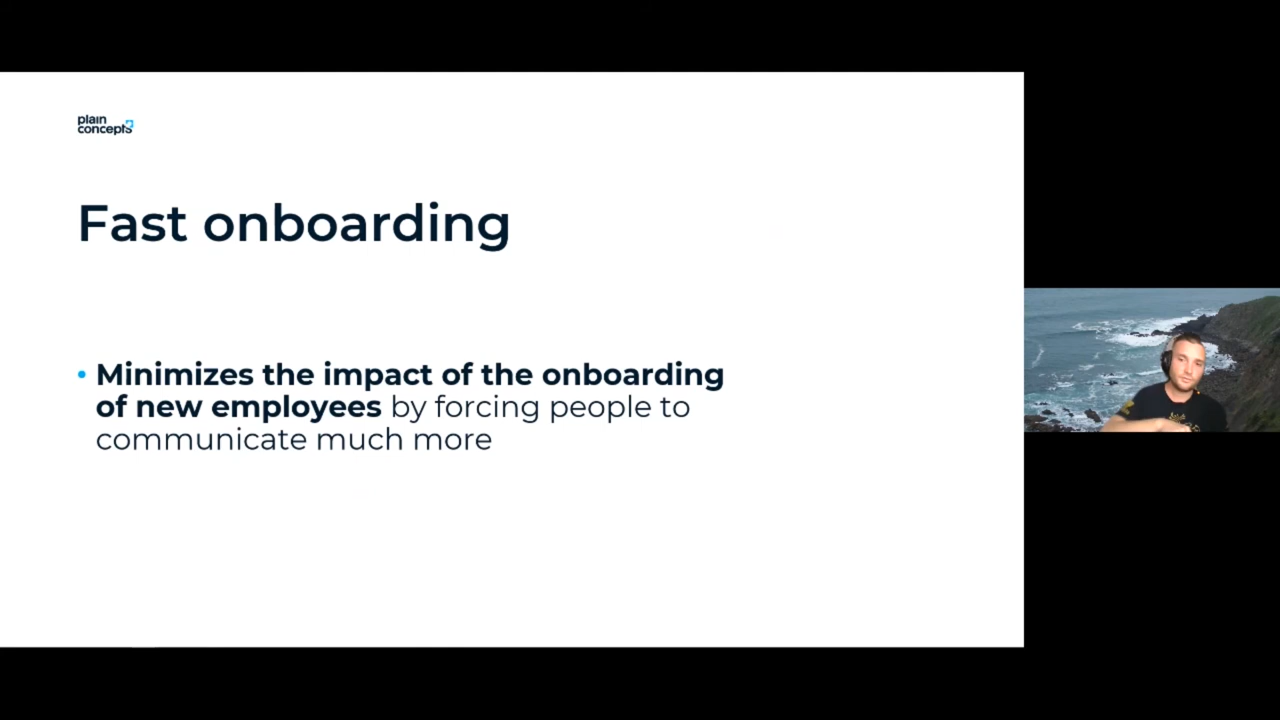 plain
concepts
Fast onboarding
• Minimizes the impact of the onboarding
of new employees by forcing people to
communicate much more